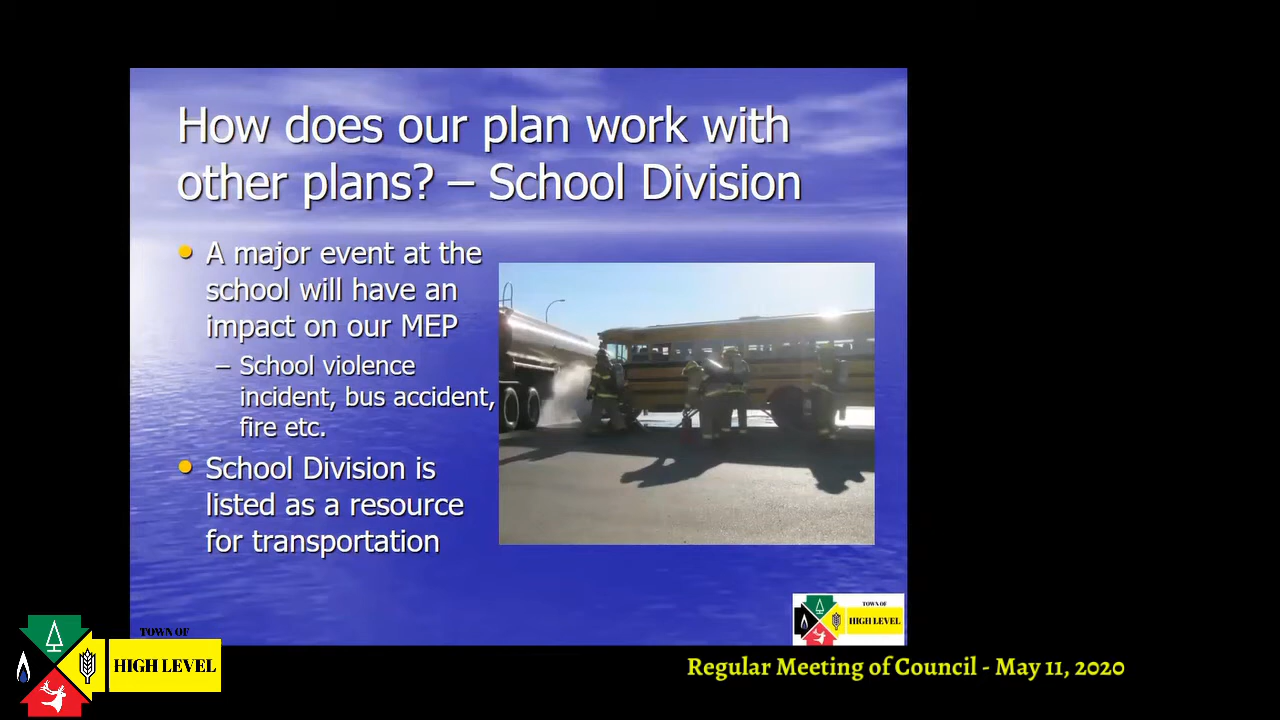 How does our plan work with
other plans? – School Division
A major event at the
school will have an
impact on our MEP
– School violence
incident, bus accident,
fire etc.
School Division is
listed as a resource
for transportation
TOWN OF
HIGH LEVEL
TOWN OF
HIGH LEVEL
Regular Meeting of Council - May 11, 2020